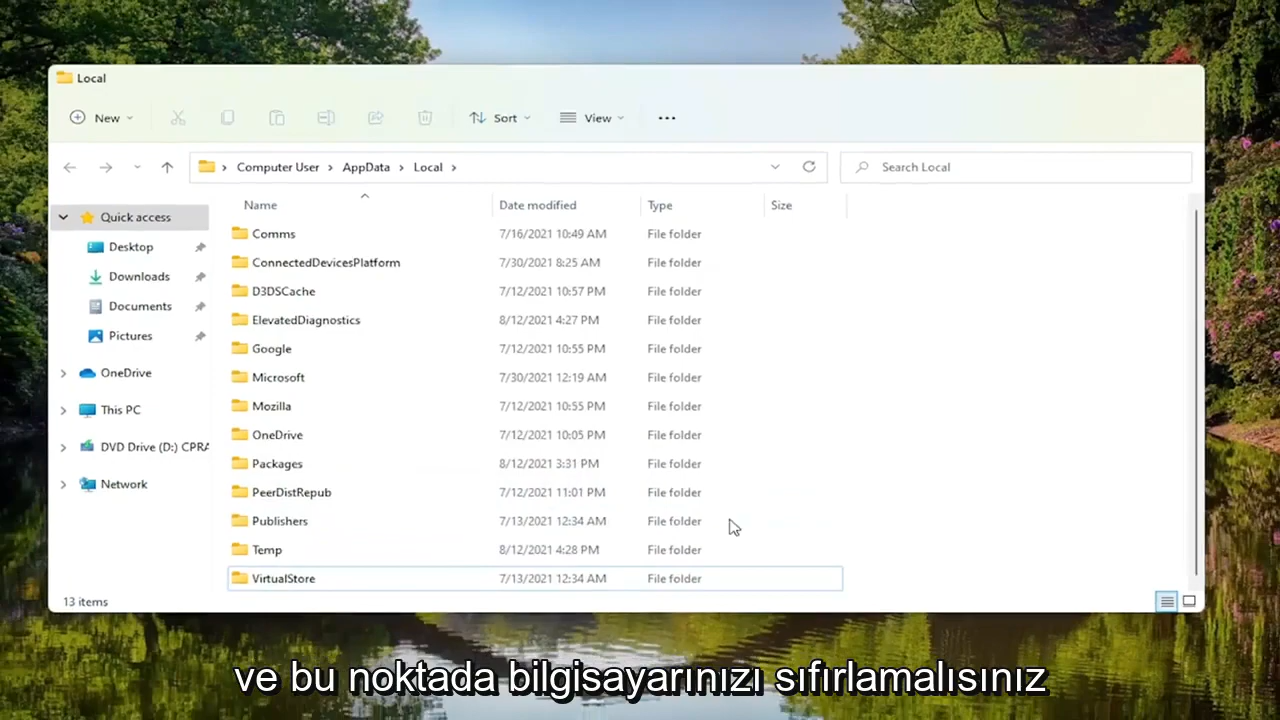 Local
New
Sort
View
Computer User > AppData > Local >
Search Local
Name Date modified Type Size
Quick access
Desktop
Downloads
Documents
Pictures
OneDrive
This PC
DVD Drive (D:) CPRA
Network
Comms 7/16/2021 10:49 AM File folder
ConnectedDevicesPlatform 7/30/2021 8:25 AM File folder
D3DSCache 7/12/2021 10:57 PM File folder
ElevatedDiagnostics 8/12/2021 4:27 PM File folder
Google 7/12/2021 10:55 PM File folder
Microsoft 7/30/2021 12:19 AM File folder
Mozilla 7/12/2021 10:55 PM File folder
OneDrive 7/12/2021 10:05 PM File folder
Packages 8/12/2021 3:31 PM File folder
PeerDistRepub 7/12/2021 11:01 PM File folder
Publishers 7/13/2021 12:34 AM File folder
Temp 8/12/2021 4:28 PM File folder
VirtualStore 7/13/2021 12:34 AM File folder
13 items
ve bu noktada bilgisayarınızı sıfırlamalısınız